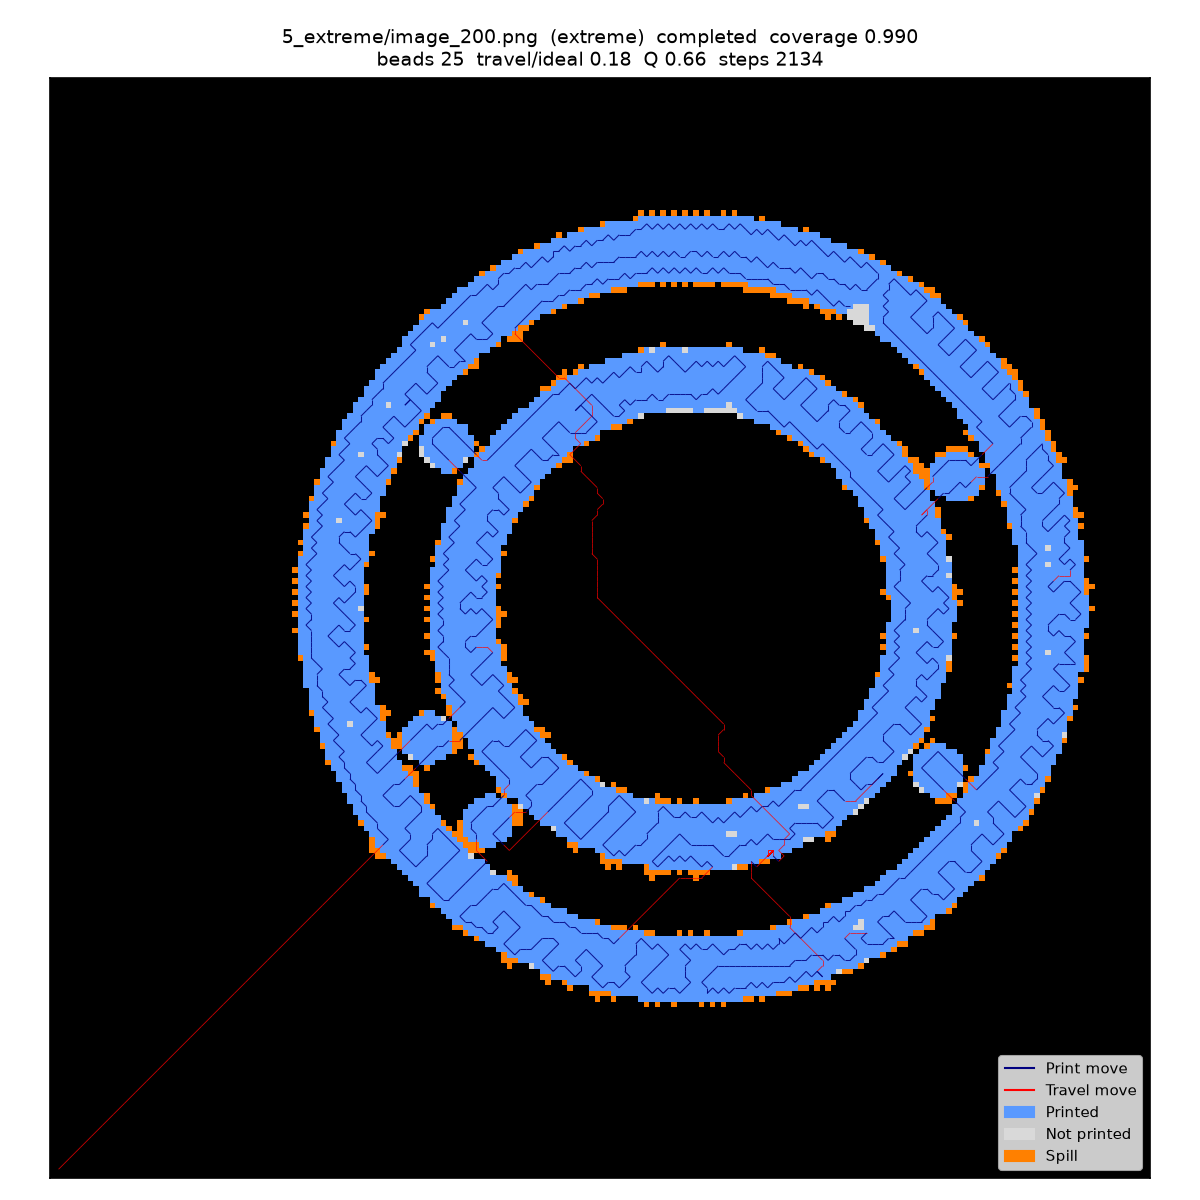 5_extreme/image_200.png  (extreme)  completed  coverage 0.990
beads 25  travel/ideal 0.18  Q 0.66  steps 2134
Print move
Travel move
Printed
Not printed
Spill